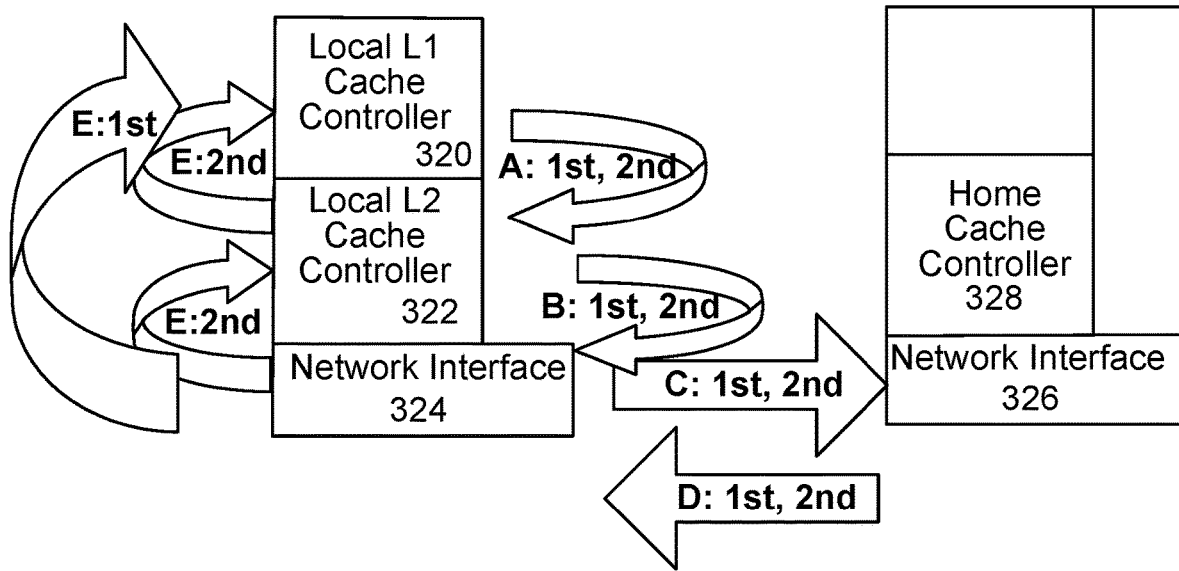 Local L1
Cache
Controller
320
E:1st
E:2nd
A: 1st, 2nd
Local L2
Cache
Controller
322
E:2nd
B: 1st, 2nd
Network Interface
324
C: 1st, 2nd
D: 1st, 2nd
Home
Cache
Controller
328
Network Interface
326